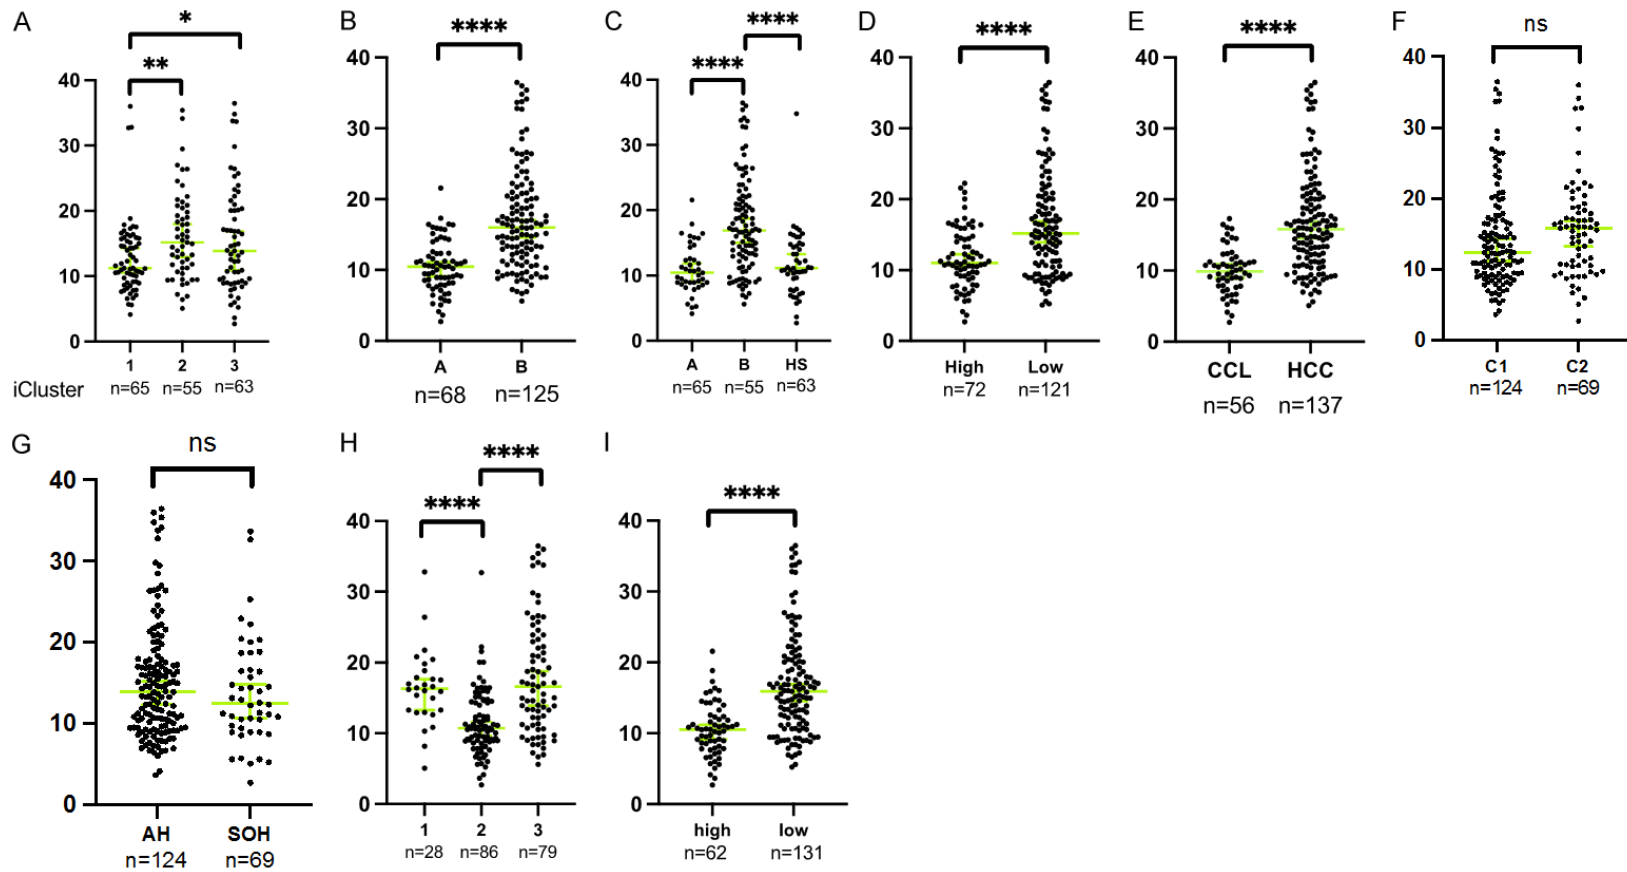 A
*
**
40
30
20
10
0
1 2 3
iCluster n=65 n=55 n=63
B
****
40
30
20
10
0
A B
n=68 n=125
C
****
****
40
30
20
10
0
A B HS
n=65 n=55 n=63
D
****
40
30
20
10
0
High Low
n=72 n=121
E
****
40
30
20
10
0
CCL HCC
n=56 n=137
F
ns
40
30
20
10
0
C1 C2
n=124 n=69
G
ns
40
30
20
10
0
AH SOH
n=124 n=69
H
****
****
40
30
20
10
0
1 2 3
n=28 n=86 n=79
I
****
40
30
20
10
0
high low
n=62 n=131